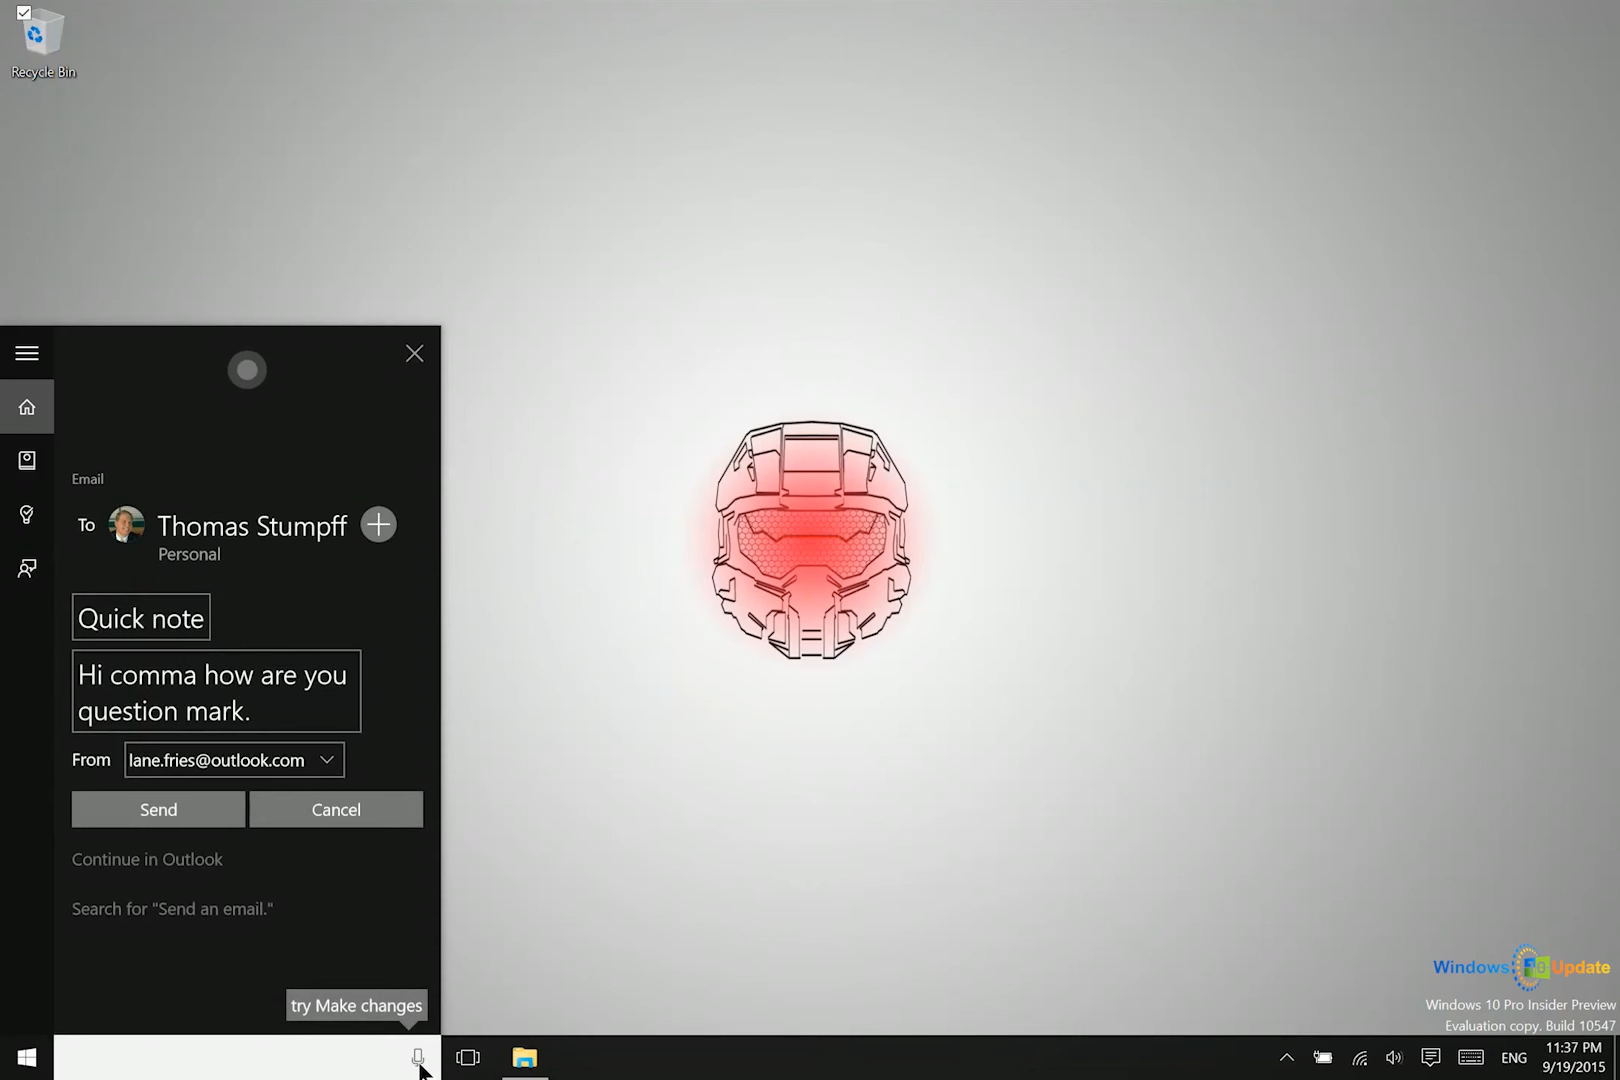 Recycle Bin
Email
To Thomas Stumpff
Personal
Quick note
Hi comma how are you
question mark.
From lane.fries@outlook.com
Send Cancel
Continue in Outlook
Search for "Send an email."
try Make changes
Windows 10 Update
Windows 10 Pro Insider Preview
Evaluation copy. Build 10547
ENG
11:37 PM
9/19/2015